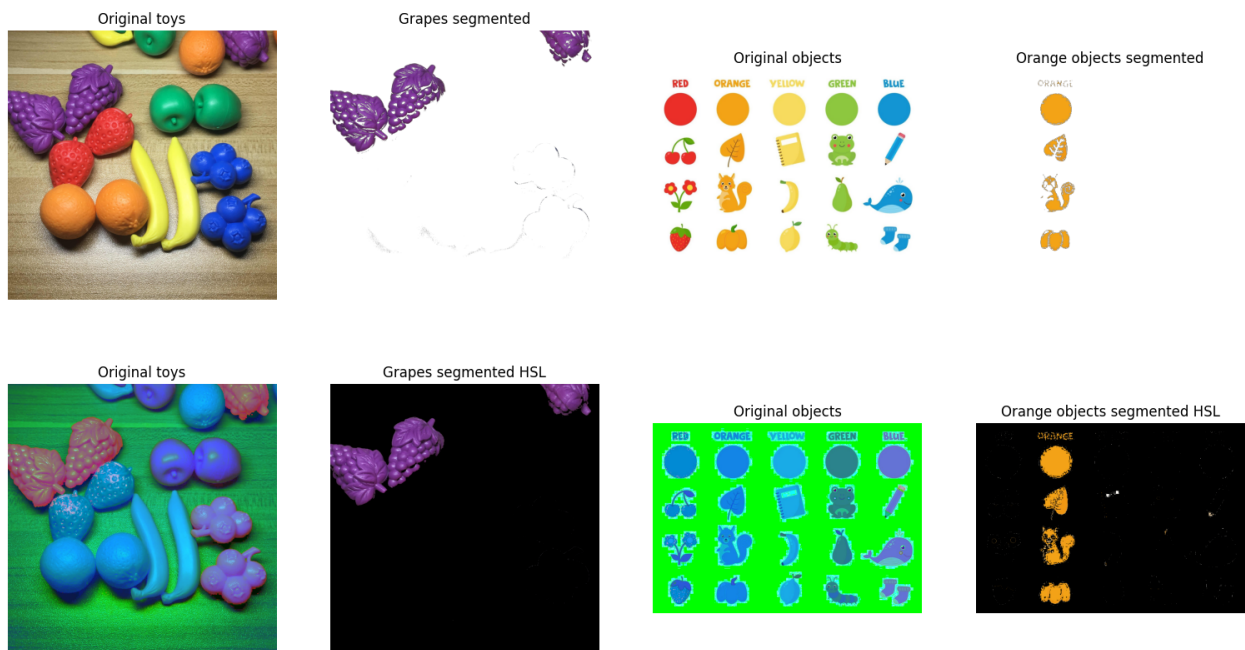 Original toys
Grapes segmented
Original objects
Orange objects segmented
RED ORANGE YELLOW GREEN BLUE
ORANGE
Original toys
Grapes segmented HSL
Original objects
Orange objects segmented HSL
RED ORANGE YELLOW GREEN BLUE
ORANGE